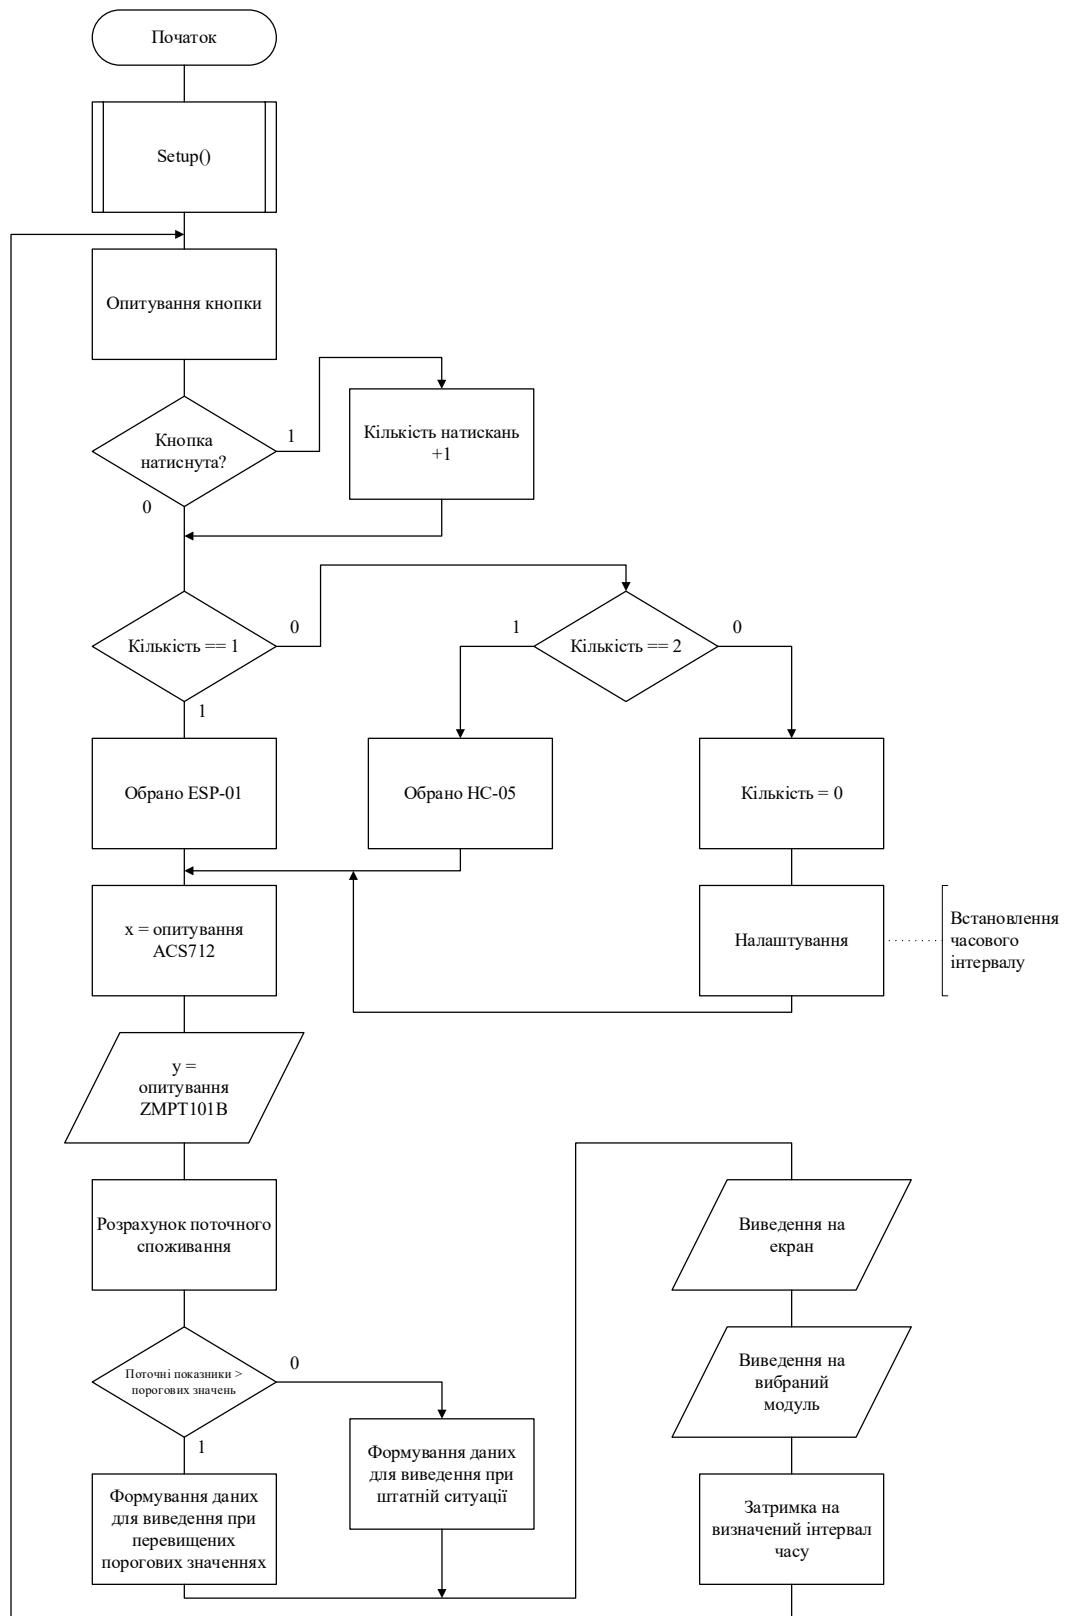 Початок
Setup()
Опитування кнопки
Кнопка
натиснута?
1
0
Кількість натискань
+1
Кількість == 1
0
1
Кількість == 2
1
0
Обрано ESP-01
Обрано HC-05
Кількість = 0
x = опитування
ACS712
Налаштування
Встановлення
часового
інтервалу
y =
опитування
ZMPT101B
Розрахунок поточного
споживання
Поточні показники >
порогових значень
0
1
Формування даних
для виведення при
перевищених
порогових значеннях
Формування даних
для виведення при
штатній ситуації
Виведення на
екран
Виведення на
вибраний
модуль
Затримка на
визначений інтервал
часу